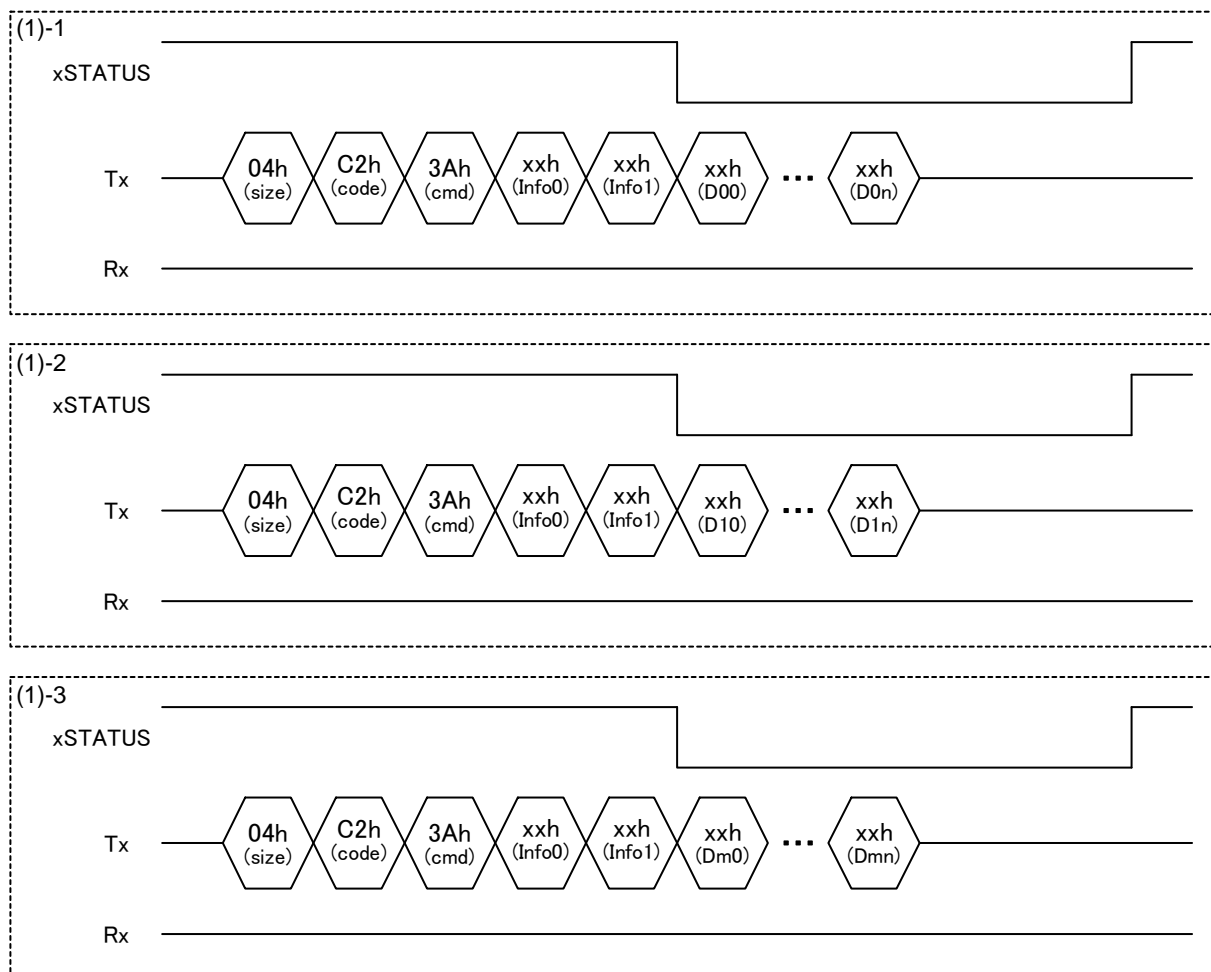 (1)-1
xSTATUS
Tx 04h C2h 3Ah xxh xxh xxh ··· xxh
(size) (code) (cmd) (Info0) (Info1) (D00) (D0n)
Rx
(1)-2
xSTATUS
Tx 04h C2h 3Ah xxh xxh xxh ··· xxh
(size) (code) (cmd) (Info0) (Info1) (D10) (D1n)
Rx
(1)-3
xSTATUS
Tx 04h C2h 3Ah xxh xxh xxh ··· xxh
(size) (code) (cmd) (Info0) (Info1) (Dm0) (Dmn)
Rx